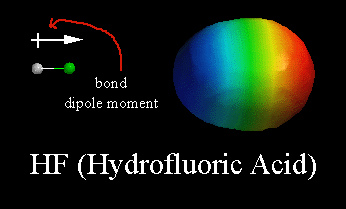 bond
dipole moment
HF (Hydrofluoric Acid)